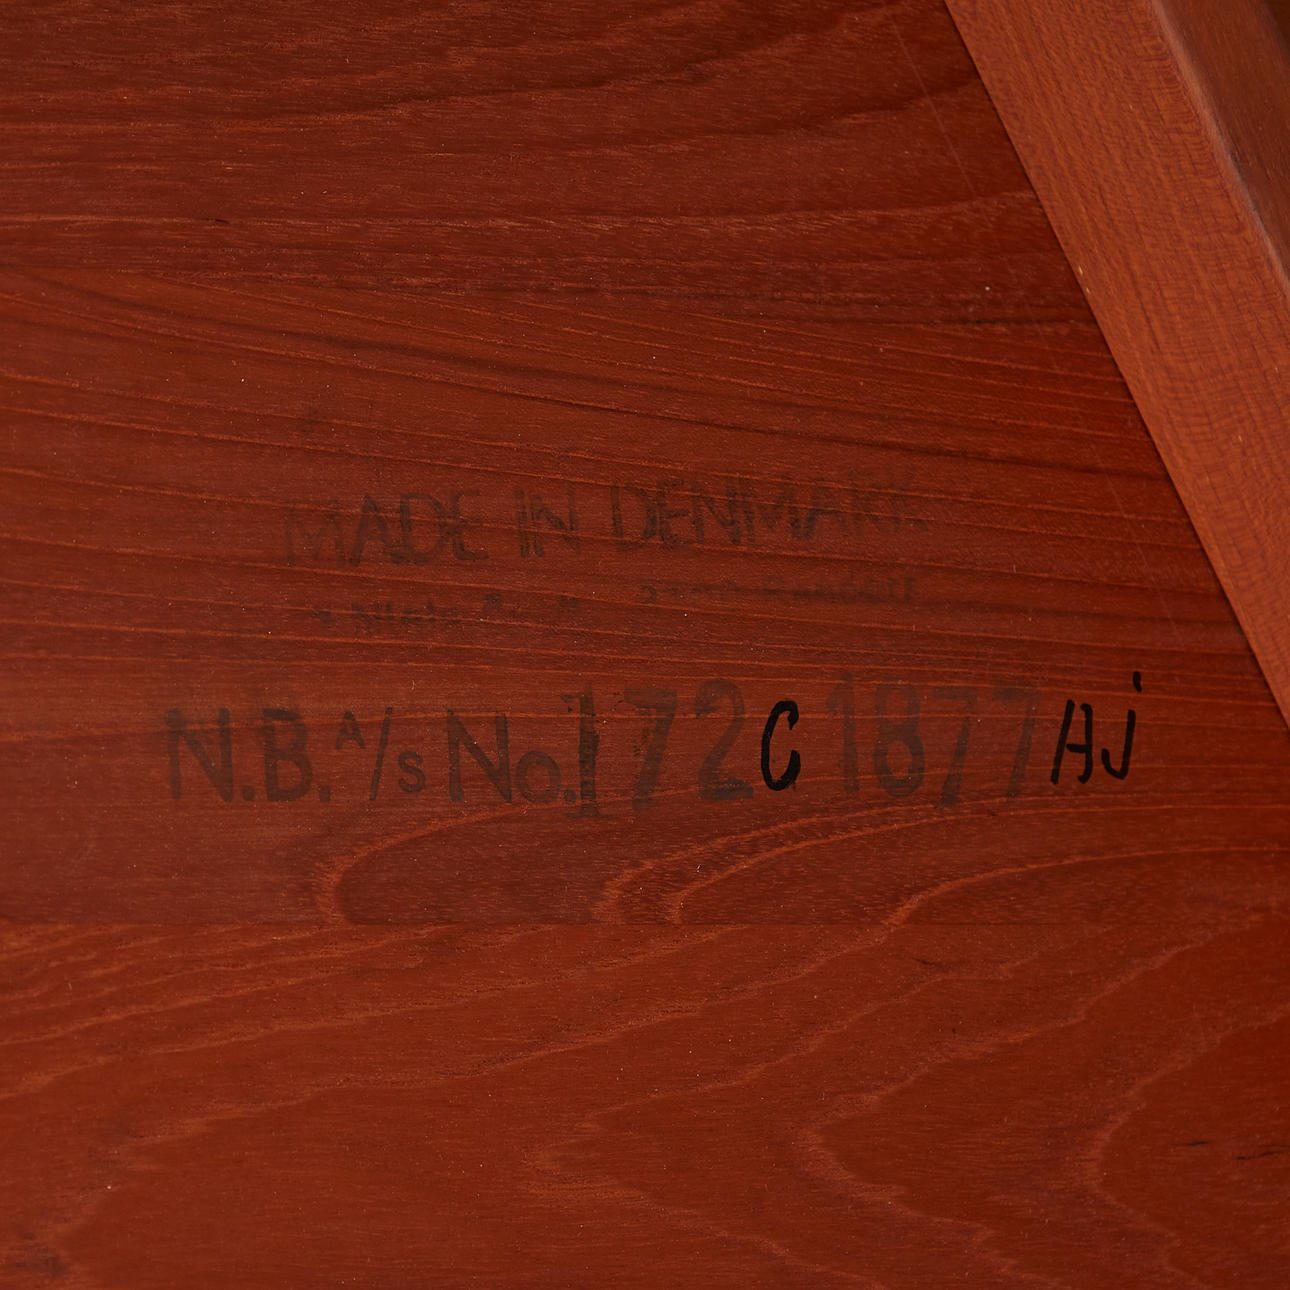 MADE IN DENMARK
N.B. A/s No. 172 C 1877 AJ